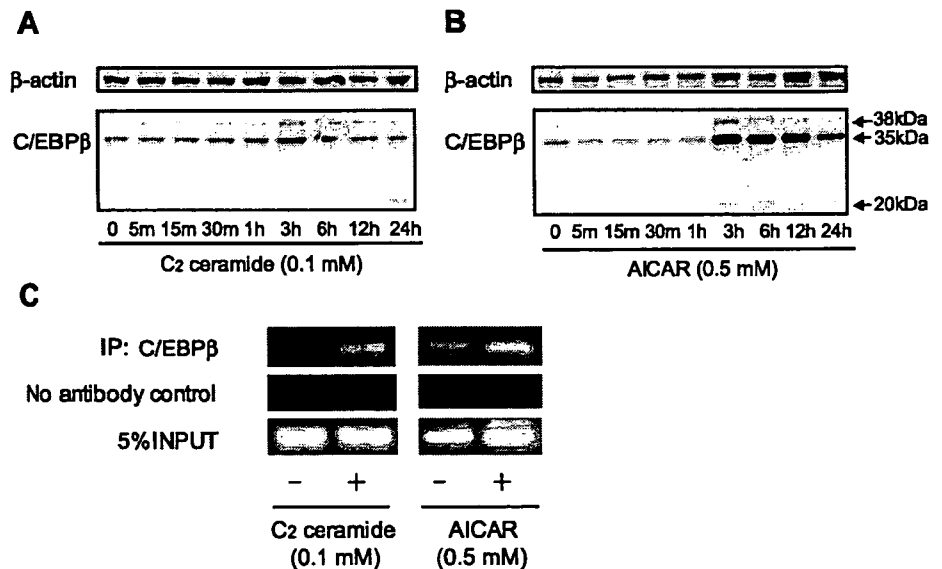 A
β-actin
C/EBPβ
0 5m 15m 30m 1h 3h 6h 12h 24h
C2 ceramide (0.1 mM)
B
β-actin
C/EBPβ
38kDa
35kDa
20kDa
0 5m 15m 30m 1h 3h 6h 12h 24h
AICAR (0.5 mM)
C
IP: C/EBPβ
No antibody control
5%INPUT
− + − +
C2 ceramide
(0.1 mM)
AICAR
(0.5 mM)